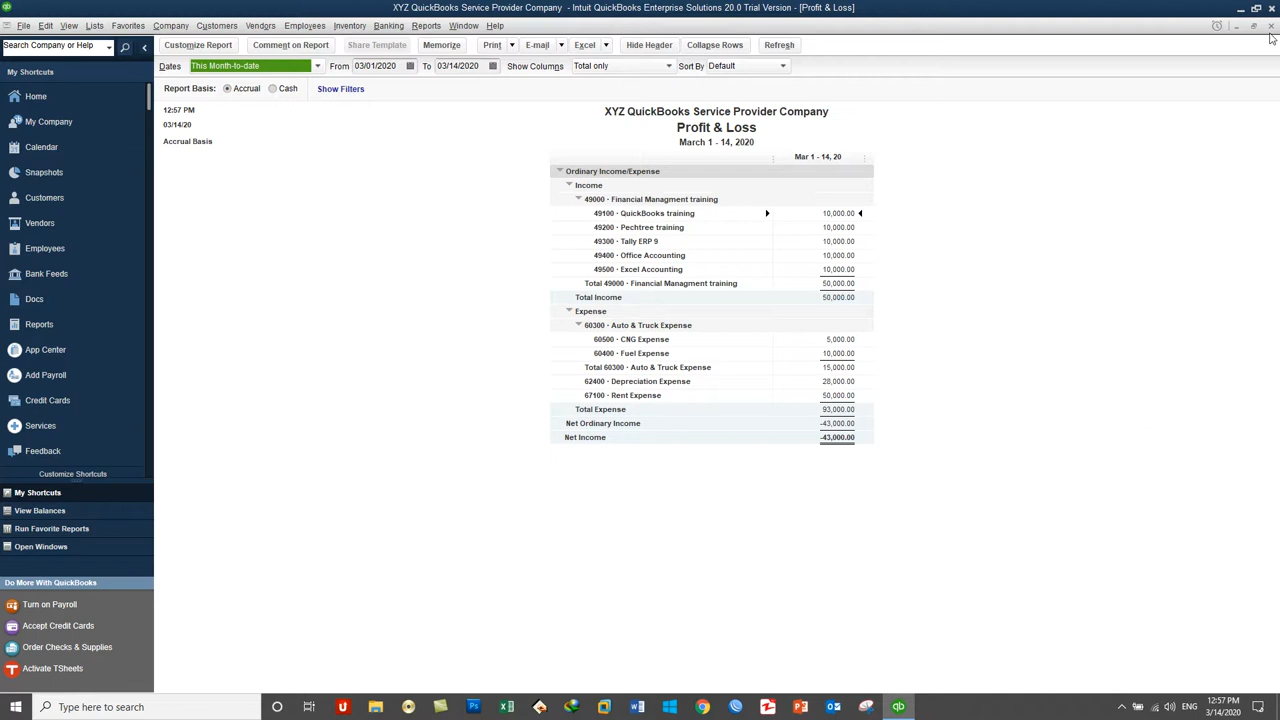 XYZ QuickBooks Service Provider Company - Intuit QuickBooks Enterprise Solutions 20.0 Trial Version - [Profit & Loss]
File Edit View Lists Favorites Company Customers Vendors Employees Inventory Banking Reports Window Help
Search Company or Help
Customize Report Comment on Report Share Template Memorize Print E-mail Excel Hide Header Collapse Rows Refresh
Dates This Month-to-date From 03/01/2020 To 03/14/2020 Show Columns Total only Sort By Default
Report Basis: Accrual Cash Show Filters
My Shortcuts
Home
My Company
Calendar
Snapshots
Customers
Vendors
Employees
Bank Feeds
Docs
Reports
App Center
Add Payroll
Credit Cards
Services
Feedback
Customize Shortcuts
My Shortcuts
View Balances
Run Favorite Reports
Open Windows
Do More With QuickBooks
Turn on Payroll
Accept Credit Cards
Order Checks & Supplies
Activate TSheets
12:57 PM
03/14/20
Accrual Basis
XYZ QuickBooks Service Provider Company
Profit & Loss
March 1 - 14, 2020
Mar 1 - 14, 20
Ordinary Income/Expense
Income
49000 · Financial Managment training
49100 · QuickBooks training 10,000.00
49200 · Pechtree training 10,000.00
49300 · Tally ERP 9 10,000.00
49400 · Office Accounting 10,000.00
49500 · Excel Accounting 10,000.00
Total 49000 · Financial Managment training 50,000.00
Total Income 50,000.00
Expense
60300 · Auto & Truck Expense
60500 · CNG Expense 5,000.00
60400 · Fuel Expense 10,000.00
Total 60300 · Auto & Truck Expense 15,000.00
62400 · Depreciation Expense 28,000.00
67100 · Rent Expense 50,000.00
Total Expense 93,000.00
Net Ordinary Income -43,000.00
Net Income -43,000.00
Type here to search
ENG
12:57 PM
3/14/2020